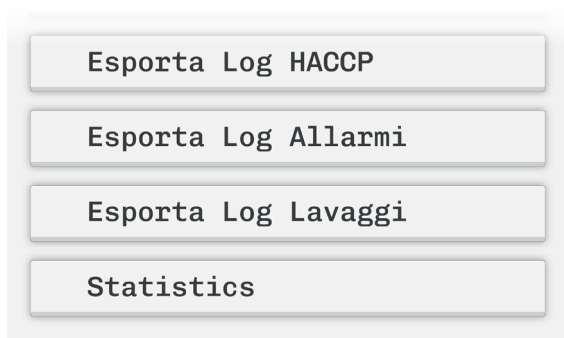 Esporta Log HACCP
Esporta Log Allarmi
Esporta Log Lavaggi
Statistics